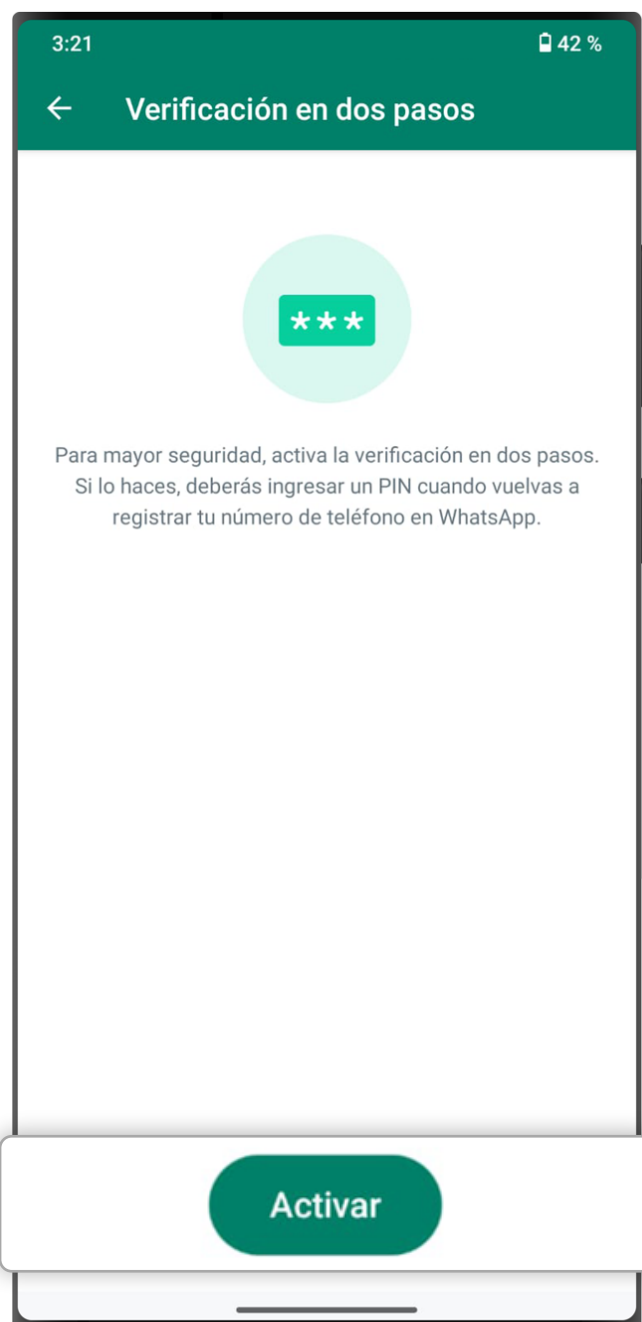 3:21 42 %
Verificación en dos pasos
***
Para mayor seguridad, activa la verificación en dos pasos.
Si lo haces, deberás ingresar un PIN cuando vuelvas a
registrar tu número de teléfono en WhatsApp.
Activar